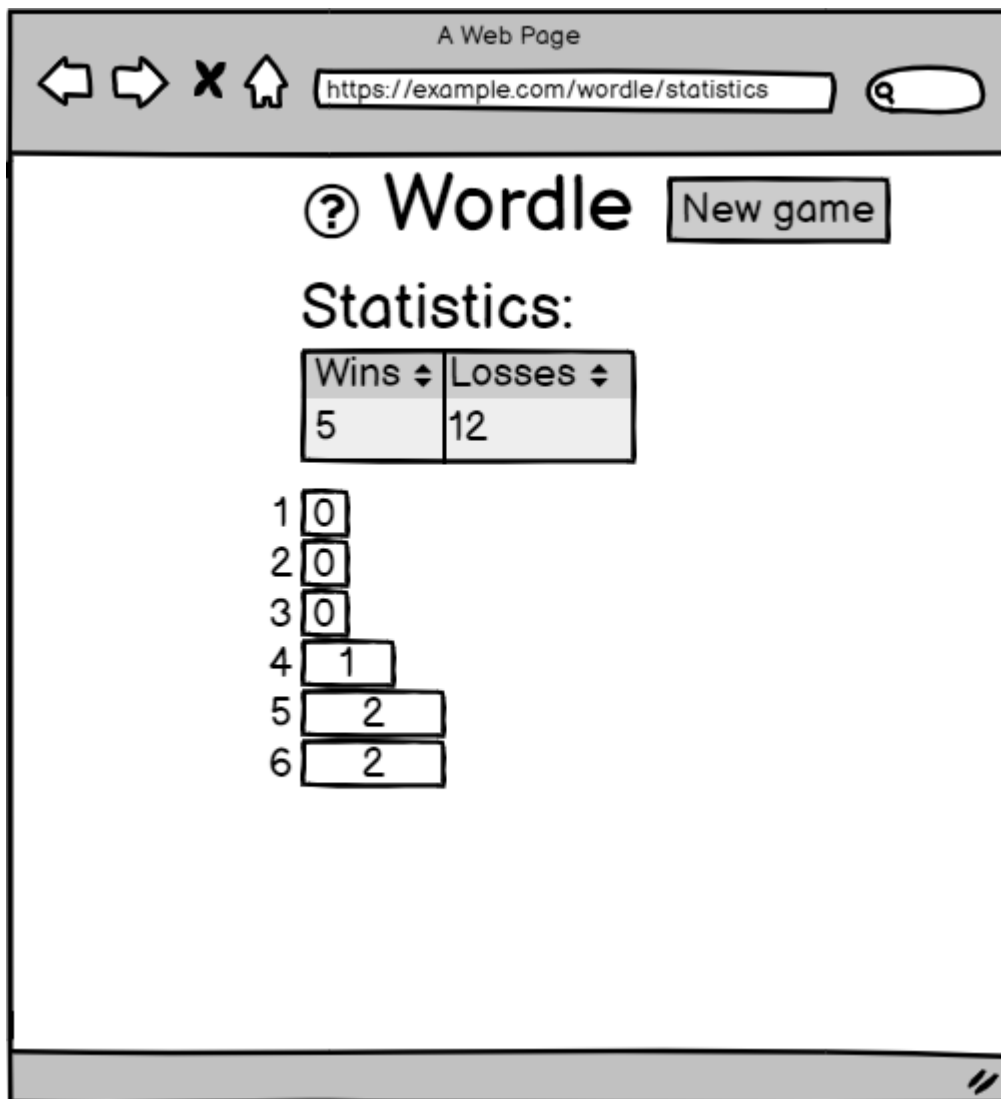 A Web Page
https://example.com/wordle/statistics
? Wordle New game
Statistics:
Wins Losses
5 12
1 0
2 0
3 0
4 1
5 2
6 2